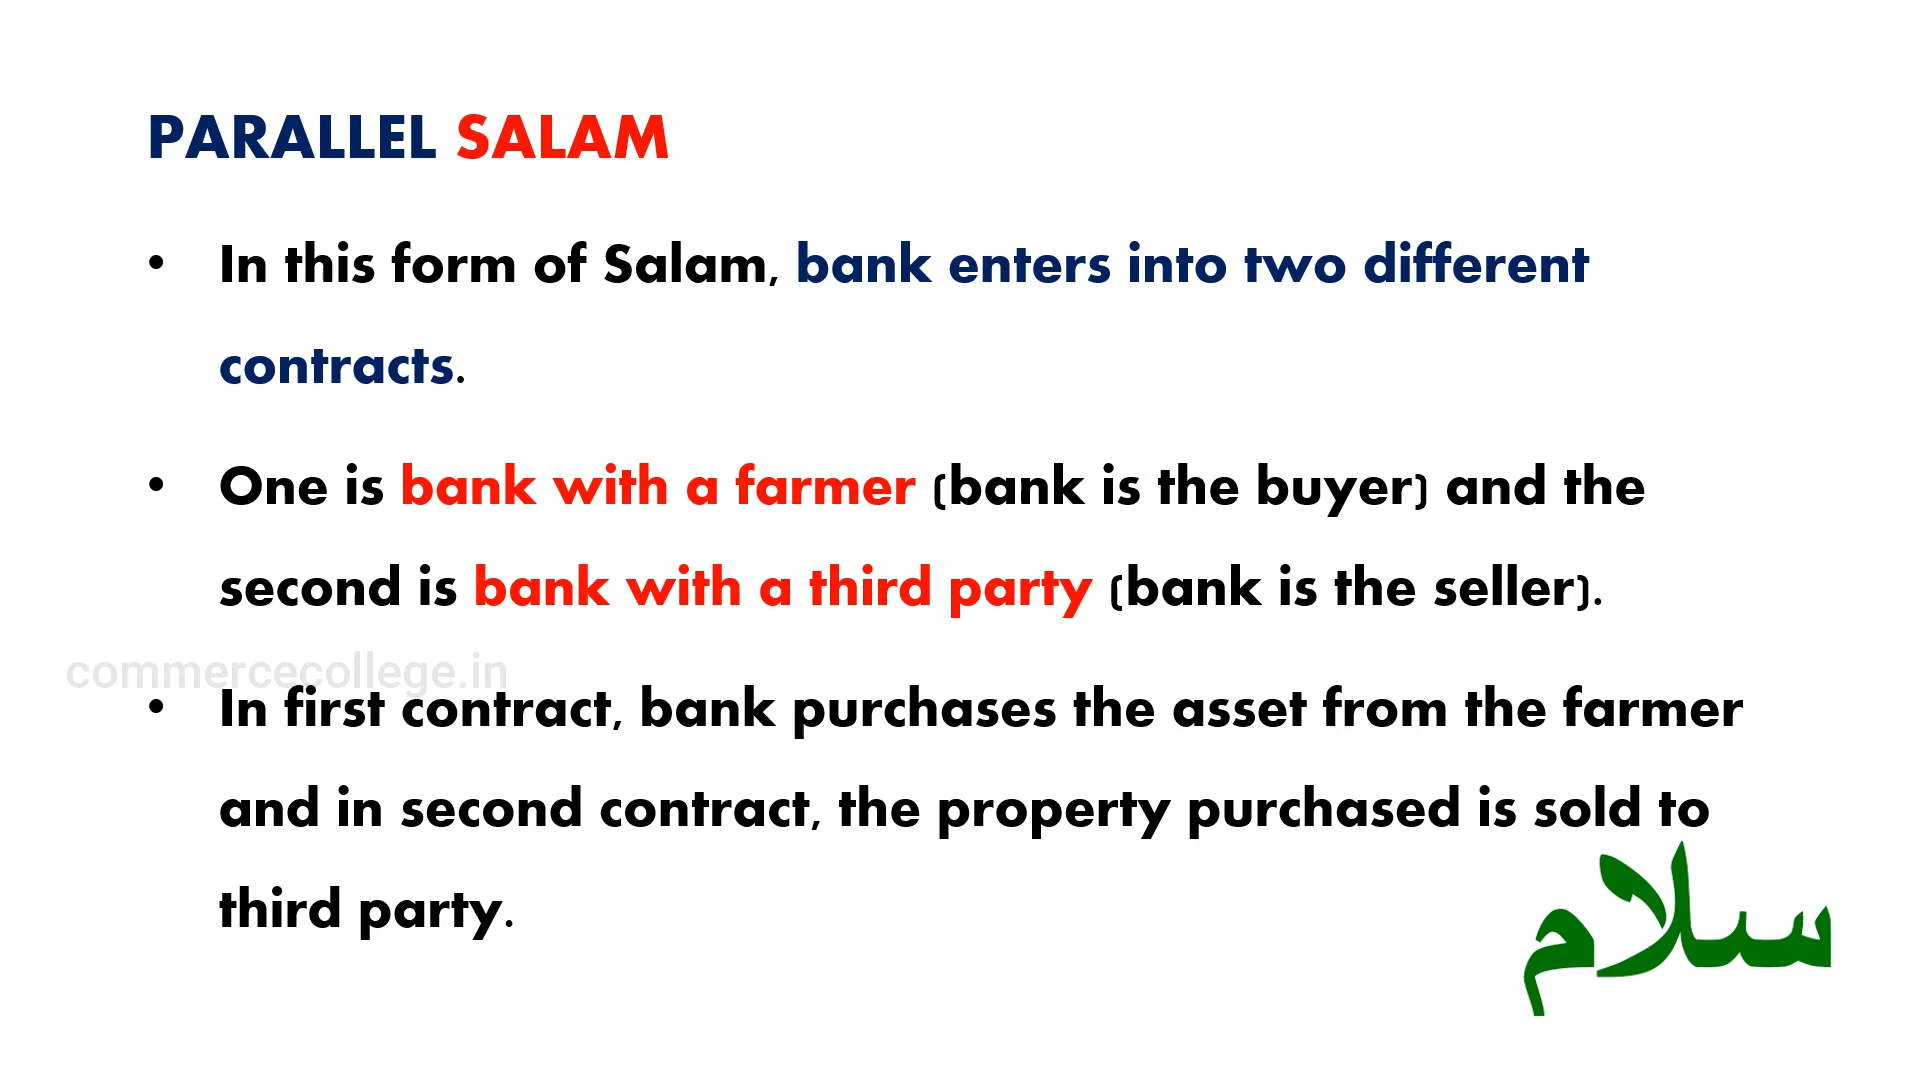 PARALLEL SALAM
• In this form of Salam, bank enters into two different
contracts.
• One is bank with a farmer (bank is the buyer) and the
second is bank with a third party (bank is the seller).
commercecollege.in
• In first contract, bank purchases the asset from the farmer
and in second contract, the property purchased is sold to
third party.
سلام